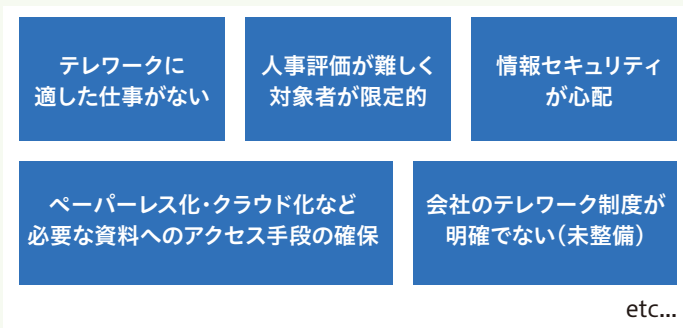 テレワークに
適した仕事がない
人事評価が難しく
対象者が限定的
情報セキュリティ
が心配
ペーパーレス化・クラウド化など
必要な資料へのアクセス手段の確保
会社のテレワーク制度が
明確でない（未整備）
etc...